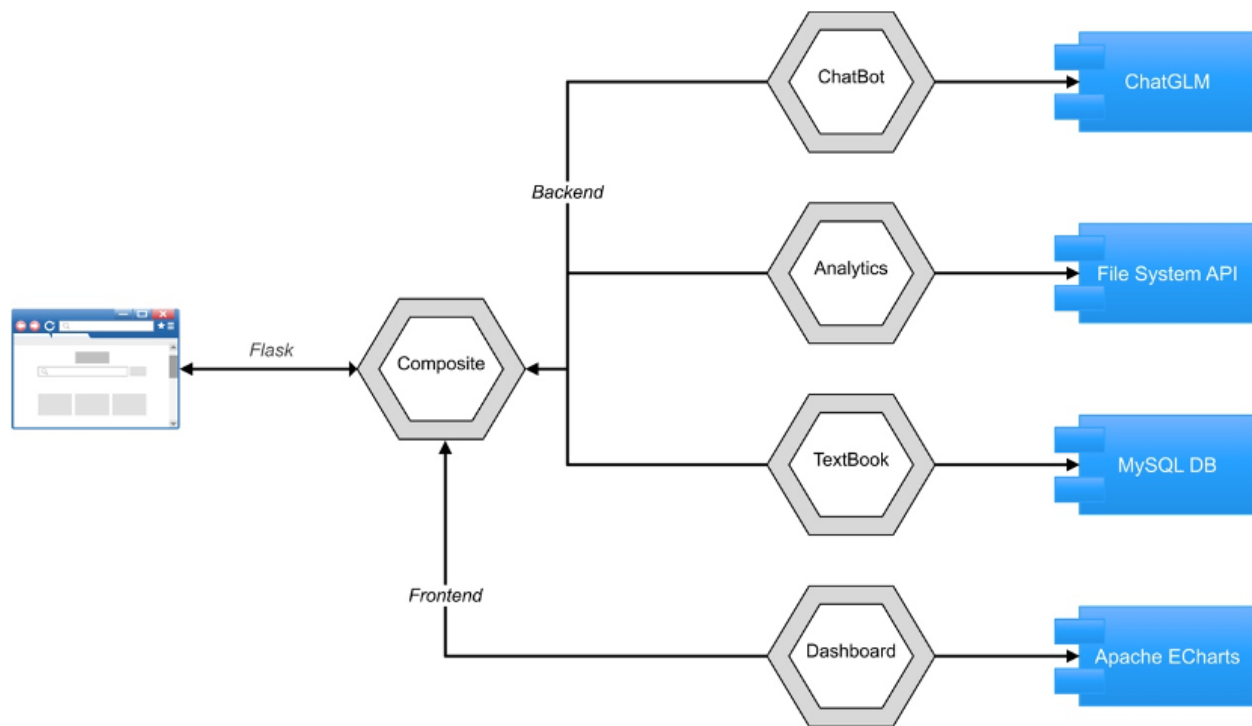 ChatBot
ChatGLM
Backend
Analytics
File System API
Flask
Composite
TextBook
MySQL DB
Frontend
Dashboard
Apache ECharts